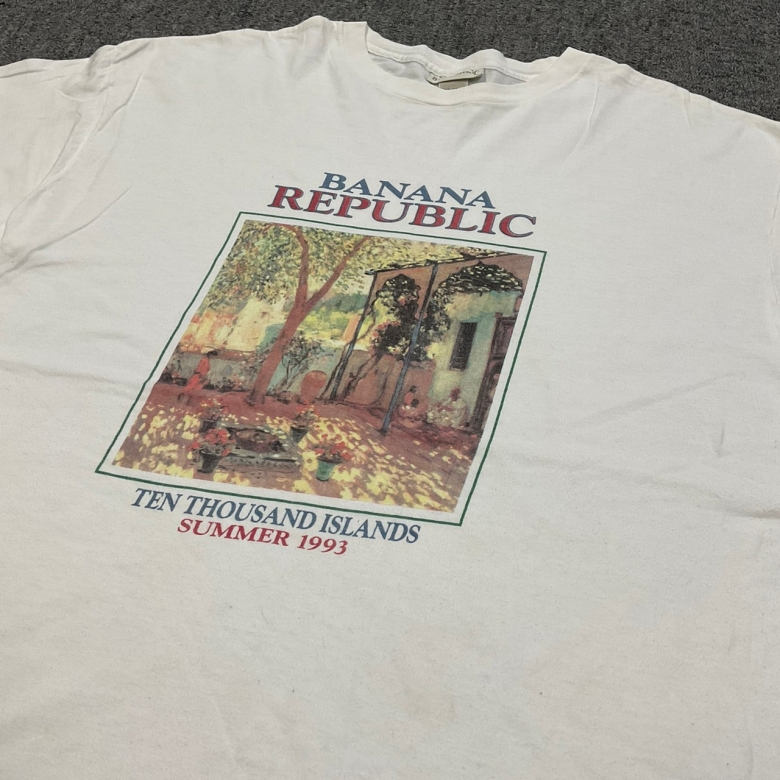 BANANA
REPUBLIC
TEN THOUSAND ISLANDS
SUMMER 1993